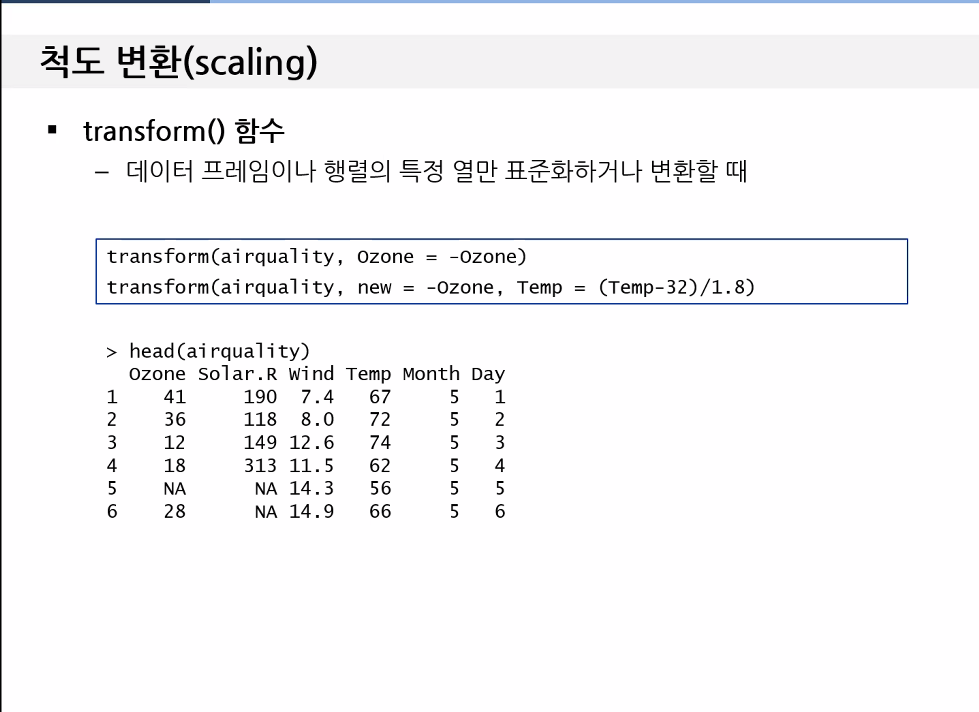 척도 변환(scaling)
▪ transform() 함수
– 데이터 프레임이나 행렬의 특정 열만 표준화하거나 변환할 때
transform(airquality, Ozone = -Ozone)
transform(airquality, new = -Ozone, Temp = (Temp-32)/1.8)
> head(airquality)
  Ozone Solar.R Wind Temp Month Day
1    41     190  7.4   67     5   1
2    36     118  8.0   72     5   2
3    12     149 12.6   74     5   3
4    18     313 11.5   62     5   4
5    NA      NA 14.3   56     5   5
6    28      NA 14.9   66     5   6